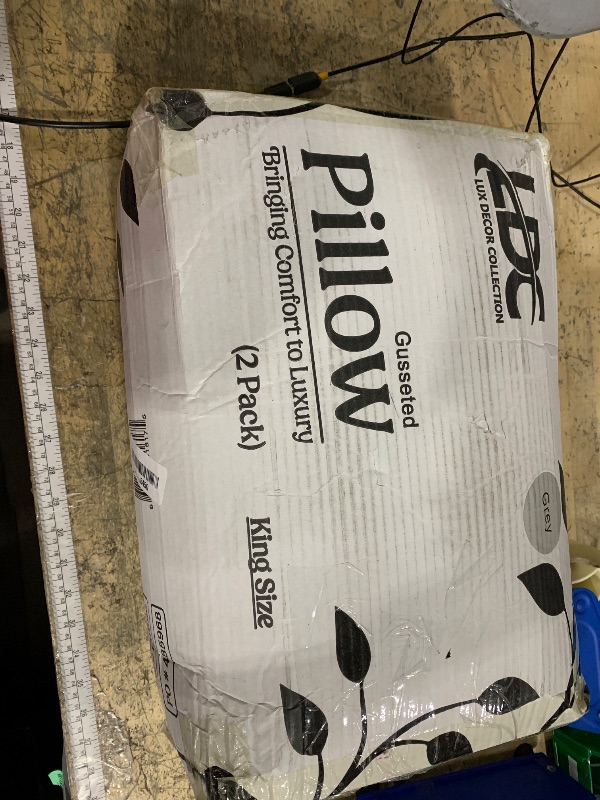 LDC
LUX DECOR COLLECTION
Grey
Gusseted
Pillow
Bringing Comfort to Luxury
(2 Pack)
King Size